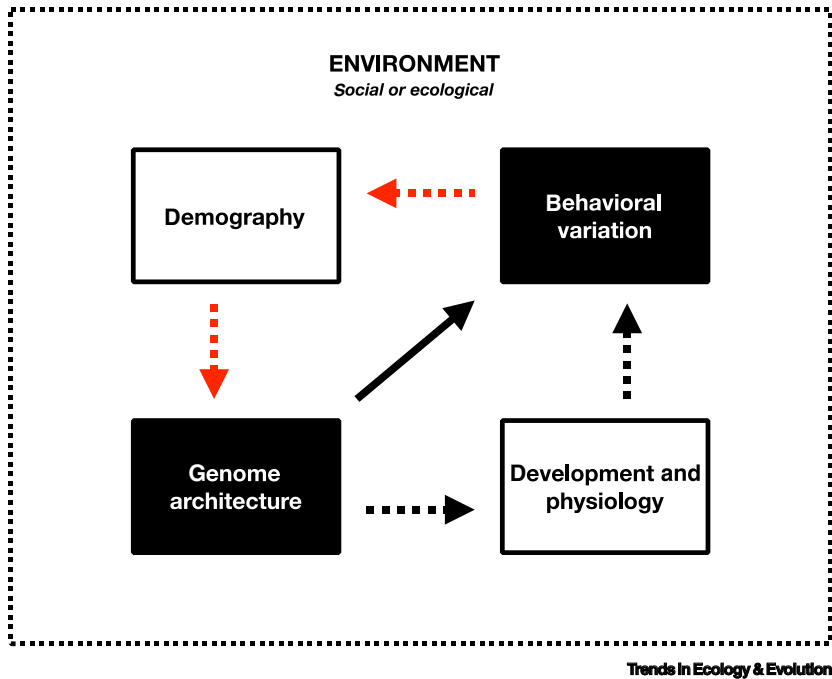 ENVIRONMENT
Social or ecological
Demography
Behavioral
variation
Genome
architecture
Development and
physiology
Trends in Ecology & Evolution